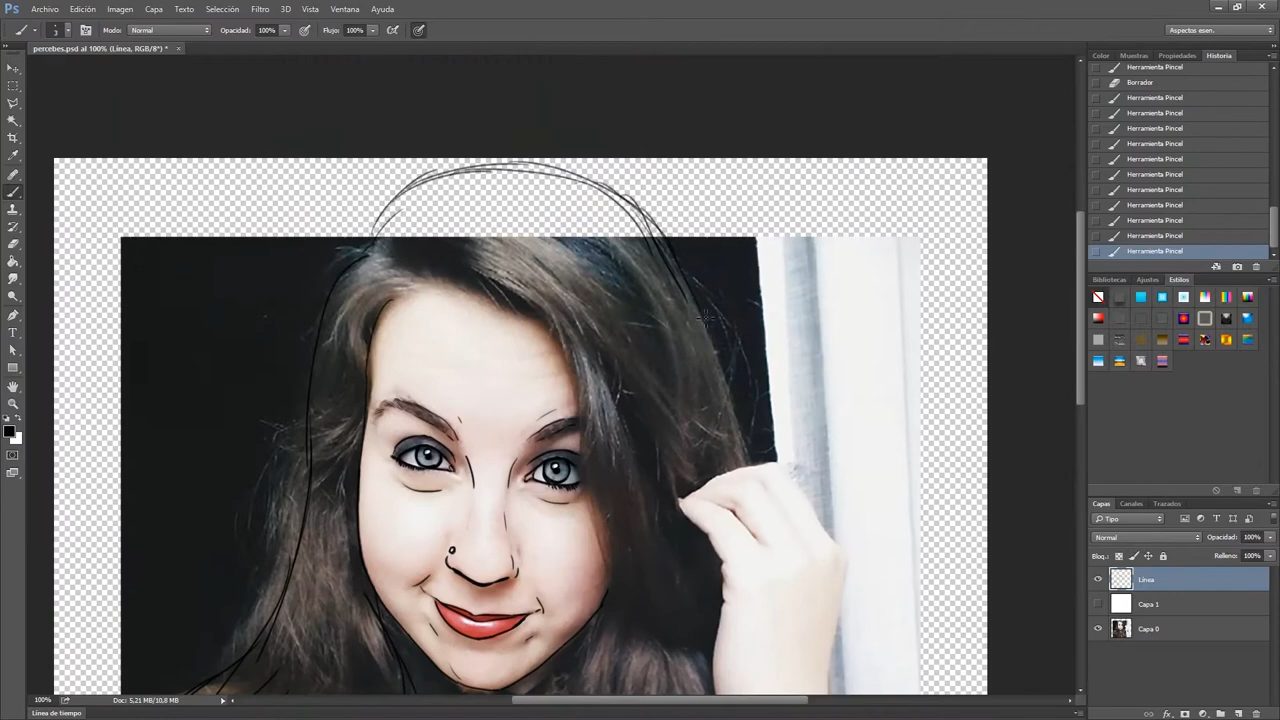 Ps Archivo Edición Imagen Capa Texto Selección Filtro 3D Vista Ventana Ayuda
3 Modo: Normal Opacidad: 100% Flujo: 100% Aspectos esen.
percebes.psd al 100% (Línea, RGB/8*) * ×
Color Muestras Propiedades Historia
Herramienta Pincel
Borrador
Herramienta Pincel
Herramienta Pincel
Herramienta Pincel
Herramienta Pincel
Herramienta Pincel
Herramienta Pincel
Herramienta Pincel
Herramienta Pincel
Herramienta Pincel
Herramienta Pincel
Herramienta Pincel
Bibliotecas Ajustes Estilos
Capas Canales Trazados
Tipo
Normal Opacidad: 100%
Bloq.: Relleno: 100%
Línea
Capa 1
Capa 0
100% Doc: 5,21 MB/10,8 MB
Línea de tiempo